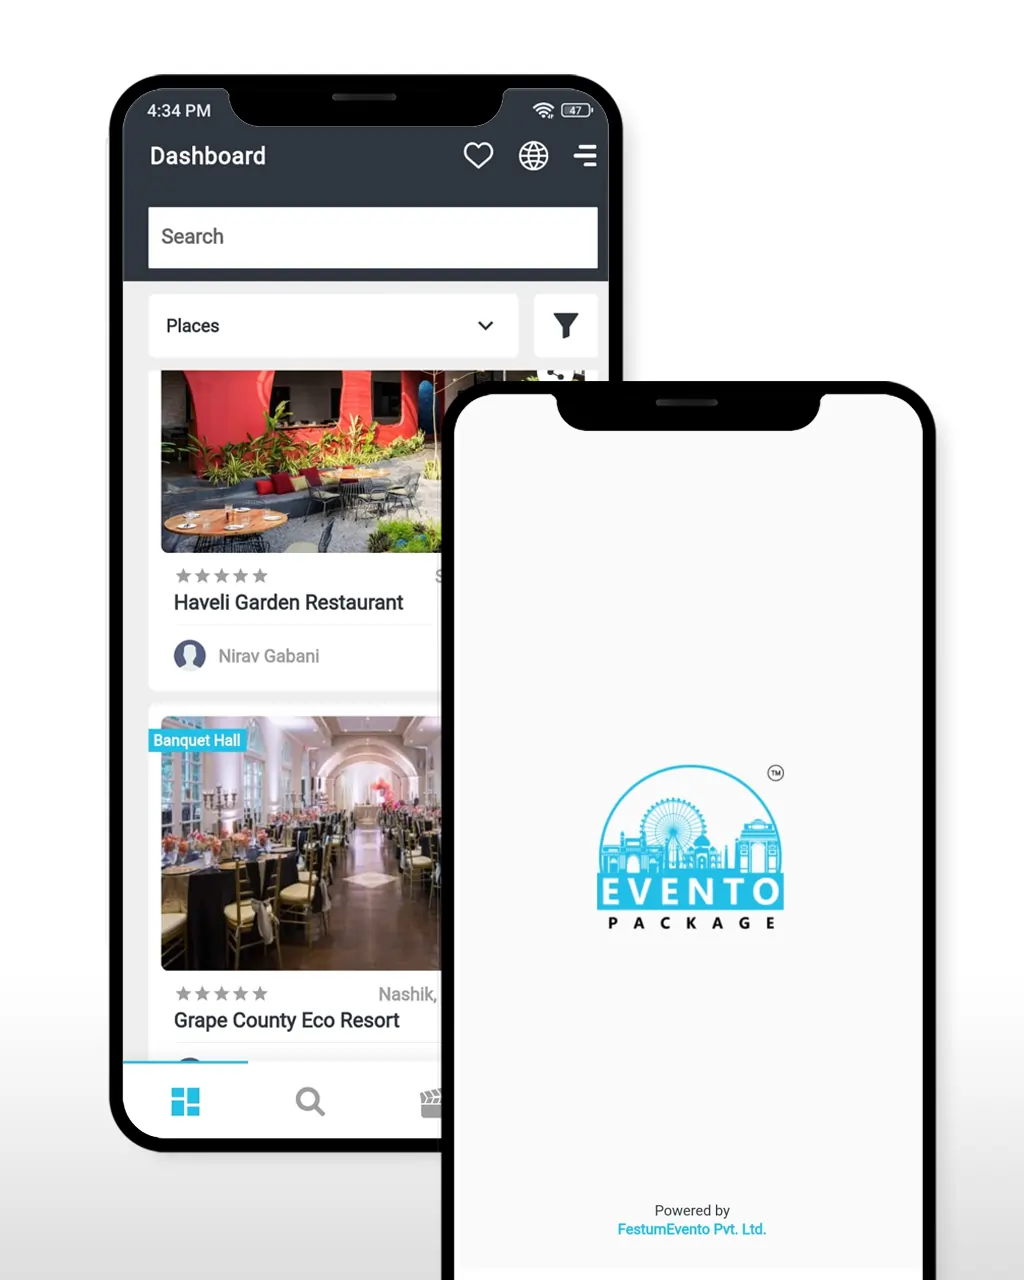 4:34 PM
47
Dashboard
Search
Places
Haveli Garden Restaurant
Nirav Gabani
Banquet Hall
Nashik,
Grape County Eco Resort
TM
EVENTO
PACKAGE
Powered by
FestumEvento Pvt. Ltd.